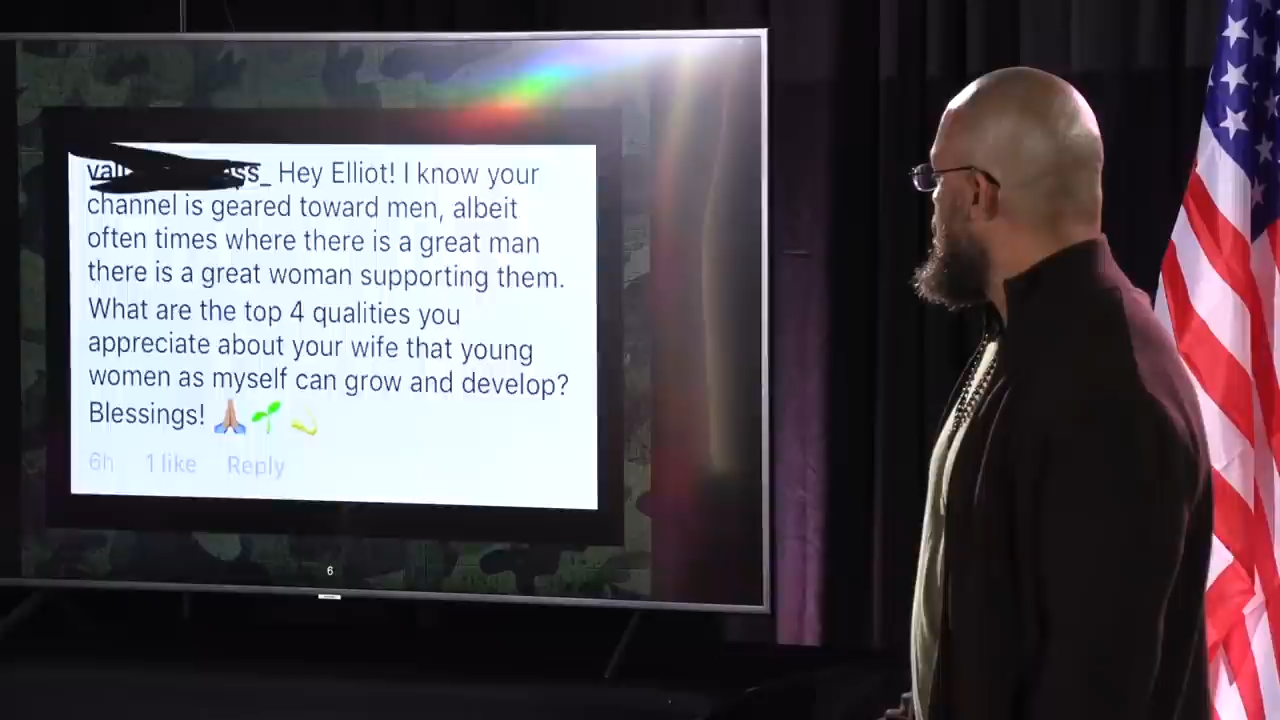 Hey Elliot! I know your
channel is geared toward men, albeit
often times where there is a great man
there is a great woman supporting them.
What are the top 4 qualities you
appreciate about your wife that young
women as myself can grow and develop?
Blessings! 🙏🏽🌱💫
6h 1 like Reply
6